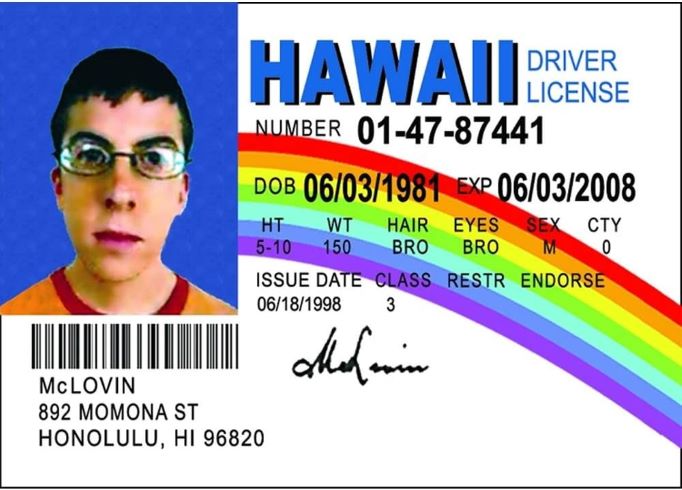 HAWAII DRIVER LICENSE
NUMBER 01-47-87441
DOB 06/03/1981 EXP 06/03/2008
HT WT HAIR EYES SEX CTY
5-10 150 BRO BRO M 0
ISSUE DATE CLASS RESTR ENDORSE
06/18/1998 3
McLovin
McLOVIN
892 MOMONA ST
HONOLULU, HI 96820